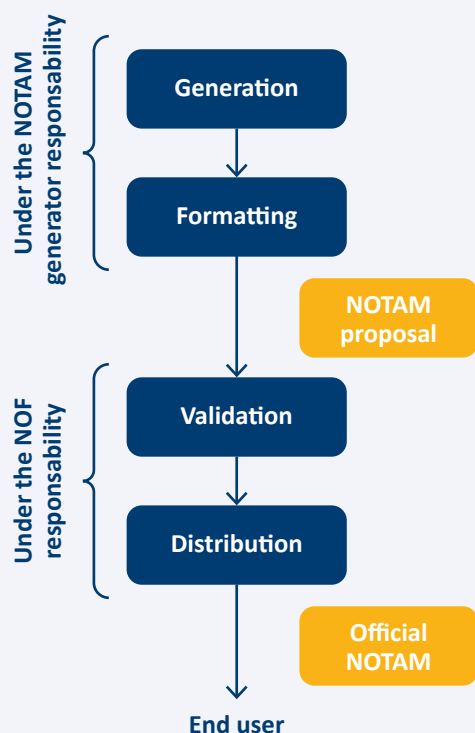 Under the NOTAM
generator responsability
Generation
Formatting
NOTAM
proposal
Under the NOF
responsability
Validation
Distribution
Official
NOTAM
End user